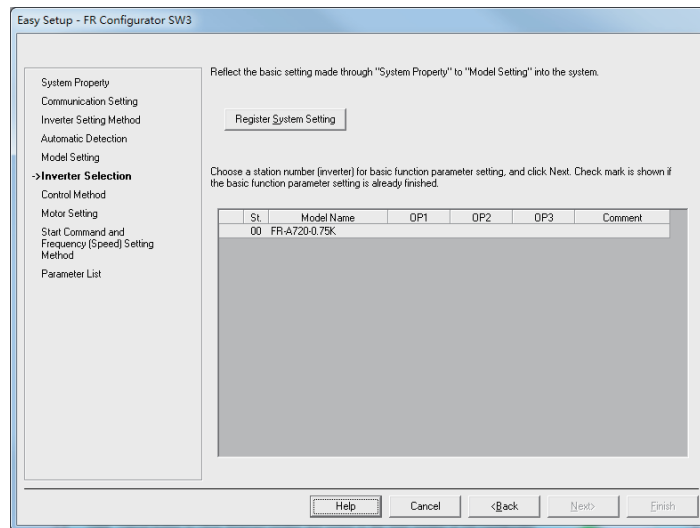 Easy Setup - FR Configurator SW3
System Property
Communication Setting
Inverter Setting Method
Automatic Detection
Model Setting
->Inverter Selection
Control Method
Motor Setting
Start Command and
Frequency (Speed) Setting
Method
Parameter List
Reflect the basic setting made through "System Property" to "Model Setting" into the system.
Register System Setting
Choose a station number (inverter) for basic function parameter setting, and click Next. Check mark is shown if
the basic function parameter setting is already finished.
St. Model Name OP1 OP2 OP3 Comment
00 FR-A720-0.75K
Help Cancel <Back Next> Finish